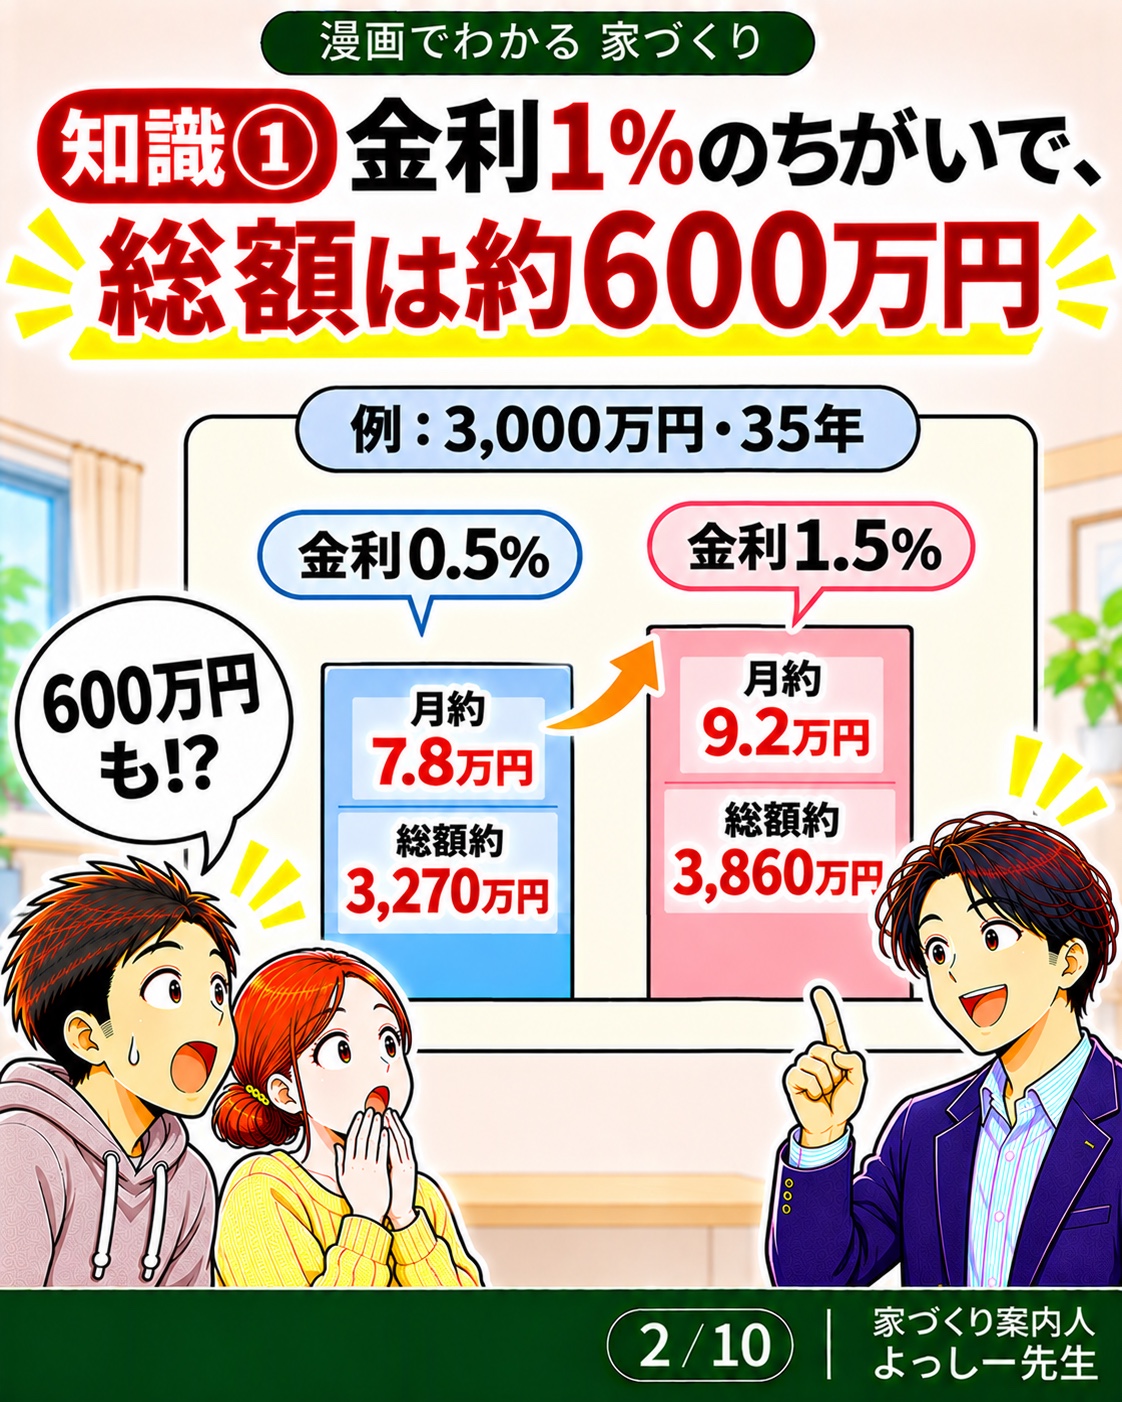 漫画でわかる 家づくり
知識① 金利1%のちがいで、
総額は約600万円
例：3,000万円・35年
金利0.5%
金利1.5%
600万円
も!?
月約
7.8万円
総額約
3,270万円
月約
9.2万円
総額約
3,860万円
2/10
家づくり案内人
よっしー先生